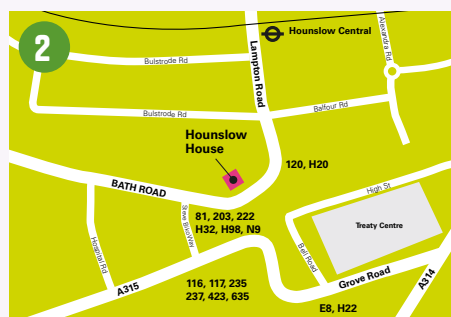 2
Hounslow Central
Alexandra Rd
Lampton Road
Bulstrode Rd
Bulstrode Rd
Balfour Rd
Hounslow
House
120, H20
BATH ROAD
High St
81, 203, 222
H32, H98, N9
Steve Biko Way
Hospital Rd
Treaty Centre
Bell Road
A315
116, 117, 235
237, 423, 635
Grove Road
A314
E8, H22